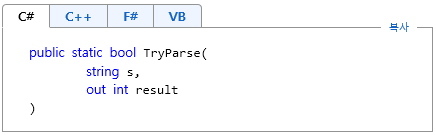 C# C++ F# VB
복사
public static bool TryParse(
string s,
out int result
)